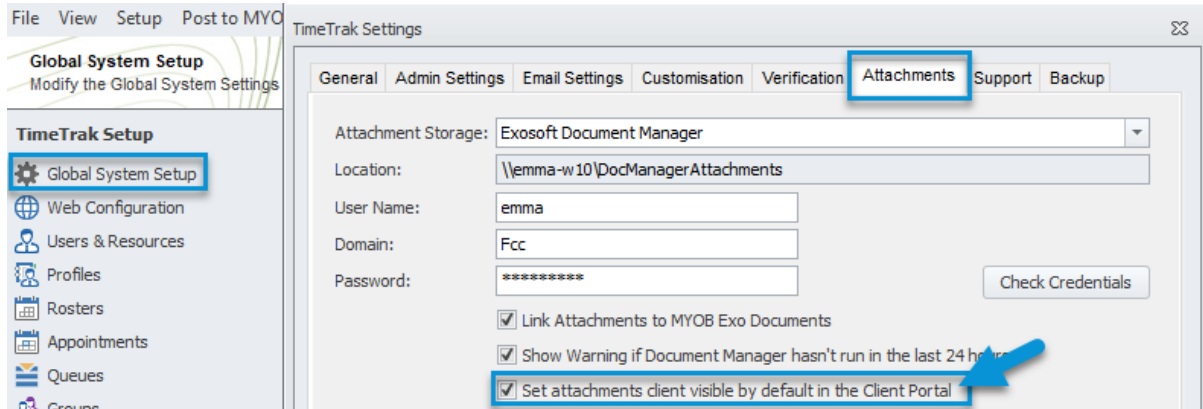 File View Setup Post to MYO
Global System Setup
Modify the Global System Settings
TimeTrak Setup
Global System Setup
Web Configuration
Users & Resources
Profiles
Rosters
Appointments
Queues
Groups
TimeTrak Settings
General Admin Settings Email Settings Customisation Verification Attachments Support Backup
Attachment Storage: Exosoft Document Manager
Location: \\emma-w10\DocManagerAttachments
User Name: emma
Domain: Fcc
Password: *********
Check Credentials
Link Attachments to MYOB Exo Documents
Show Warning if Document Manager hasn't run in the last 24 hours
Set attachments client visible by default in the Client Portal